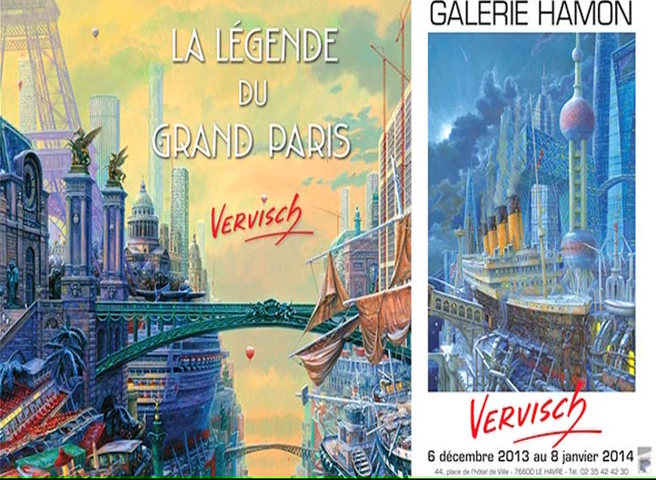 LA LÉGENDE
DU
GRAND PARIS
VERVISCH
GALERIE HAMON
VERVISCH
6 décembre 2013 au 8 janvier 2014
44, place de l'hôtel de Ville - 76600 LE HAVRE - Tél. 02 35 42 42 30